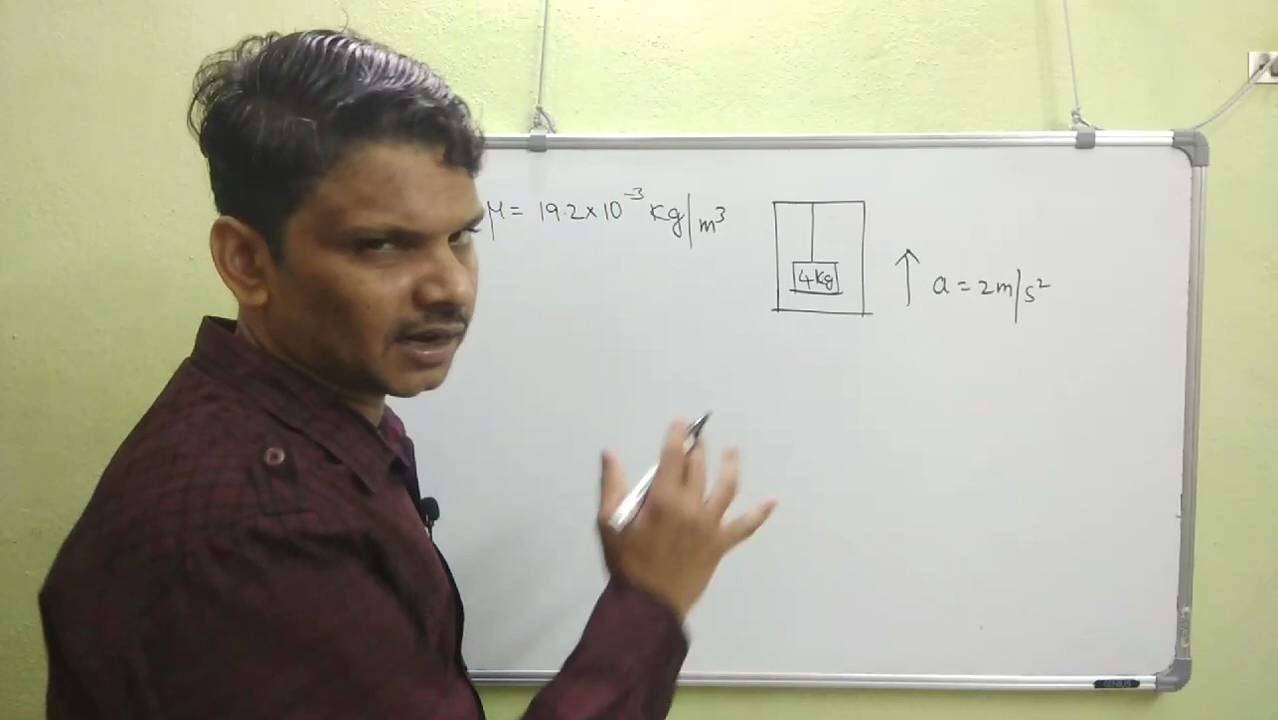 μ = 19.2×10⁻³ kg/m³
4kg
a = 2m/s²